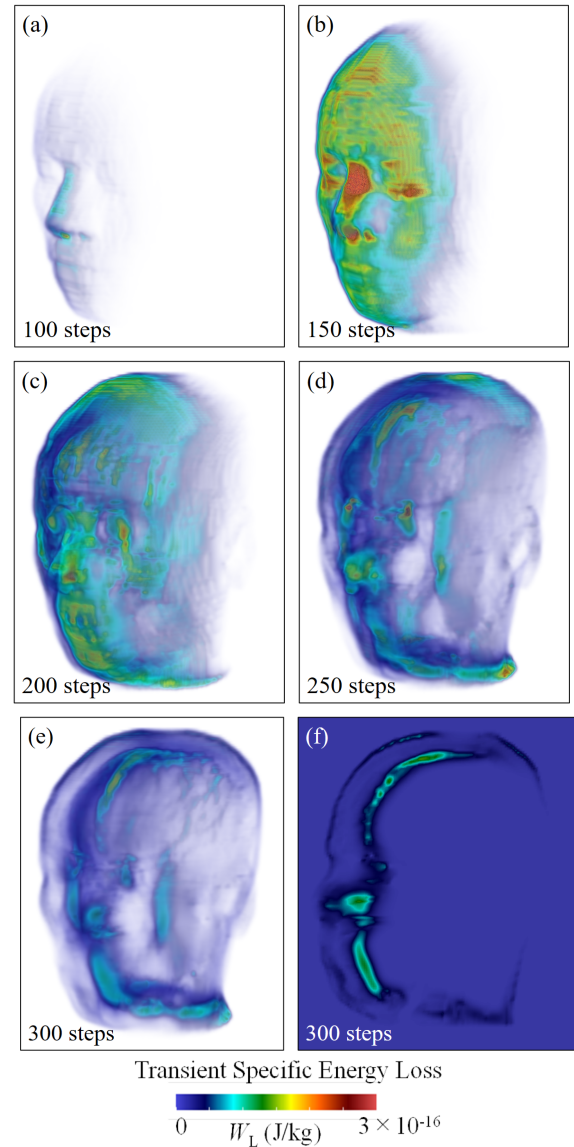 (a)
100 steps
(b)
150 steps
(c)
200 steps
(d)
250 steps
(e)
300 steps
(f)
300 steps
Transient Specific Energy Loss
0 W_L (J/kg) 3 × 10^-16